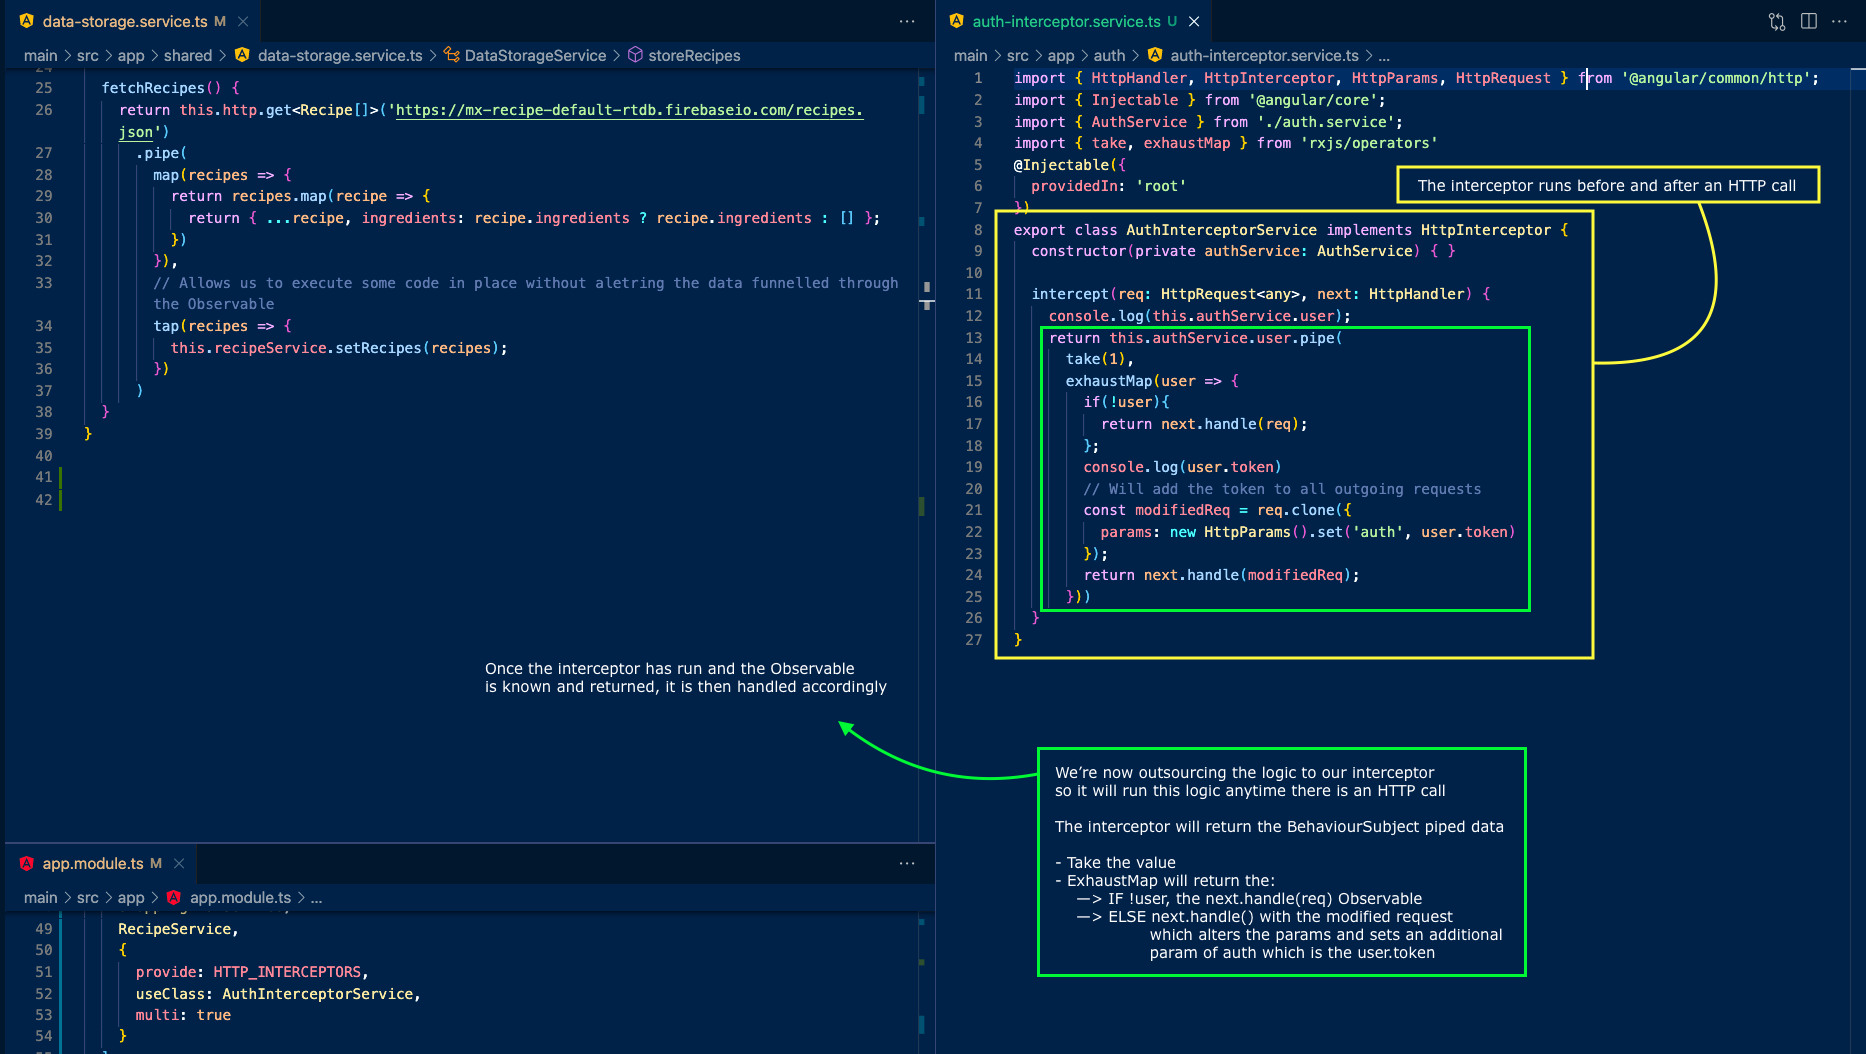 data-storage.service.ts M
main > src > app > shared > data-storage.service.ts > DataStorageService > storeRecipes
24
25 fetchRecipes() {
26 return this.http.get<Recipe[]>('https://mx-recipe-default-rtdb.firebaseio.com/recipes.
json')
27 .pipe(
28 map(recipes => {
29 return recipes.map(recipe => {
30 return { ...recipe, ingredients: recipe.ingredients ? recipe.ingredients : [] };
31 })
32 }),
33 // Allows us to execute some code in place without aletring the data funnelled through
the Observable
34 tap(recipes => {
35 this.recipeService.setRecipes(recipes);
36 })
37 )
38 }
39 }
40
41
42
Once the interceptor has run and the Observable
is known and returned, it is then handled accordingly
app.module.ts M
main > src > app > app.module.ts > ...
49 RecipeService,
50 {
51 provide: HTTP_INTERCEPTORS,
52 useClass: AuthInterceptorService,
53 multi: true
54 }
auth-interceptor.service.ts U
main > src > app > auth > auth-interceptor.service.ts > ...
1 import { HttpHandler, HttpInterceptor, HttpParams, HttpRequest } from '@angular/common/http';
2 import { Injectable } from '@angular/core';
3 import { AuthService } from './auth.service';
4 import { take, exhaustMap } from 'rxjs/operators'
5 @Injectable({
6 providedIn: 'root'
7 })
The interceptor runs before and after an HTTP call
8 export class AuthInterceptorService implements HttpInterceptor {
9 constructor(private authService: AuthService) { }
10
11 intercept(req: HttpRequest<any>, next: HttpHandler) {
12 console.log(this.authService.user);
13 return this.authService.user.pipe(
14 take(1),
15 exhaustMap(user => {
16 if(!user){
17 return next.handle(req);
18 };
19 console.log(user.token)
20 // Will add the token to all outgoing requests
21 const modifiedReq = req.clone({
22 params: new HttpParams().set('auth', user.token)
23 });
24 return next.handle(modifiedReq);
25 }))
26 }
27 }
We're now outsourcing the logic to our interceptor
so it will run this logic anytime there is an HTTP call
The interceptor will return the BehaviourSubject piped data
- Take the value
- ExhaustMap will return the:
—> IF !user, the next.handle(req) Observable
—> ELSE next.handle() with the modified request
which alters the params and sets an additional
param of auth which is the user.token